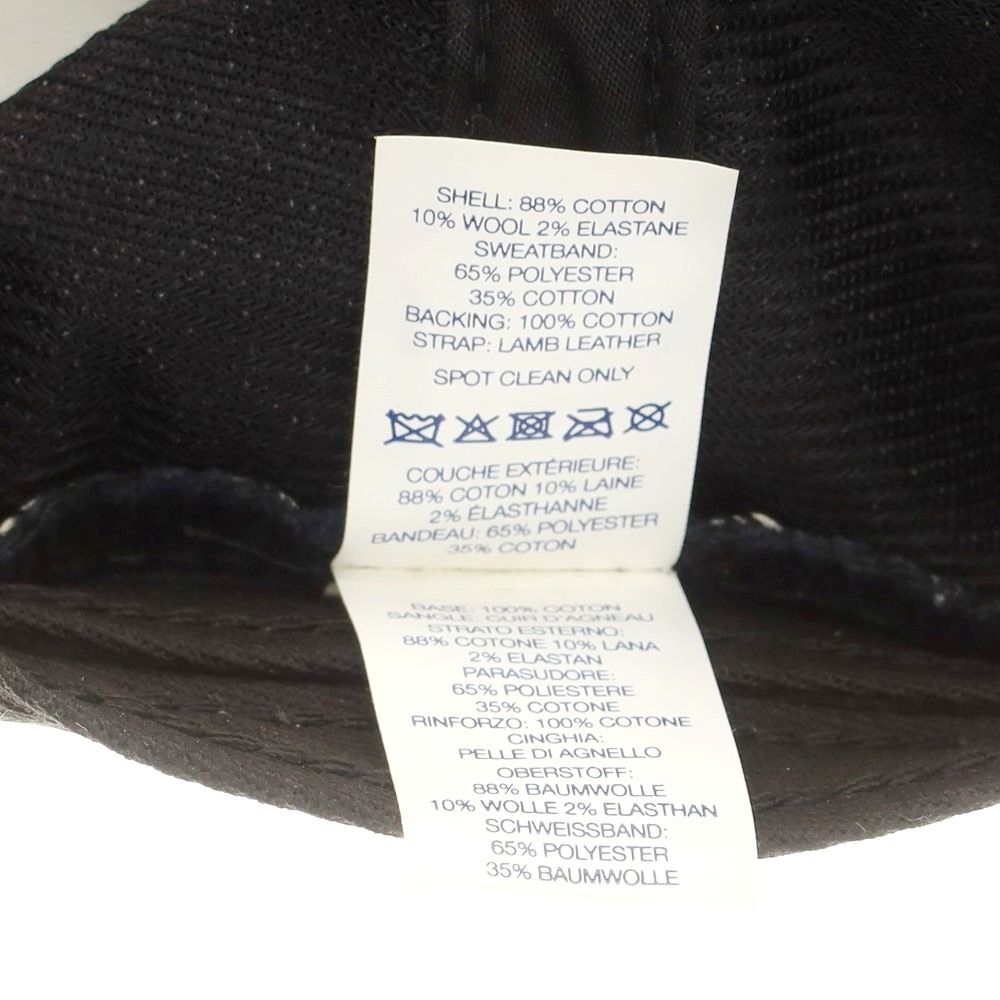 SHELL: 88% COTTON
10% WOOL 2% ELASTANE
SWEATBAND:
65% POLYESTER
35% COTTON
BACKING: 100% COTTON
STRAP: LAMB LEATHER
SPOT CLEAN ONLY
COUCHE EXTÉRIEURE:
88% COTON 10% LAINE
2% ÉLASTHANNE
BANDEAU: 65% POLYESTER
35% COTON
BASE: 100% COTON
SANGLE: CUIR D'AGNEAU
STRATO ESTERNO:
88% COTONE 10% LANA
2% ELASTAN
PARASUDORE:
65% POLIESTERE
35% COTONE
RINFORZO: 100% COTONE
CINGHIA:
PELLE DI AGNELLO
OBERSTOFF:
88% BAUMWOLLE
10% WOLLE 2% ELASTHAN
SCHWEISSBAND:
65% POLYESTER
35% BAUMWOLLE